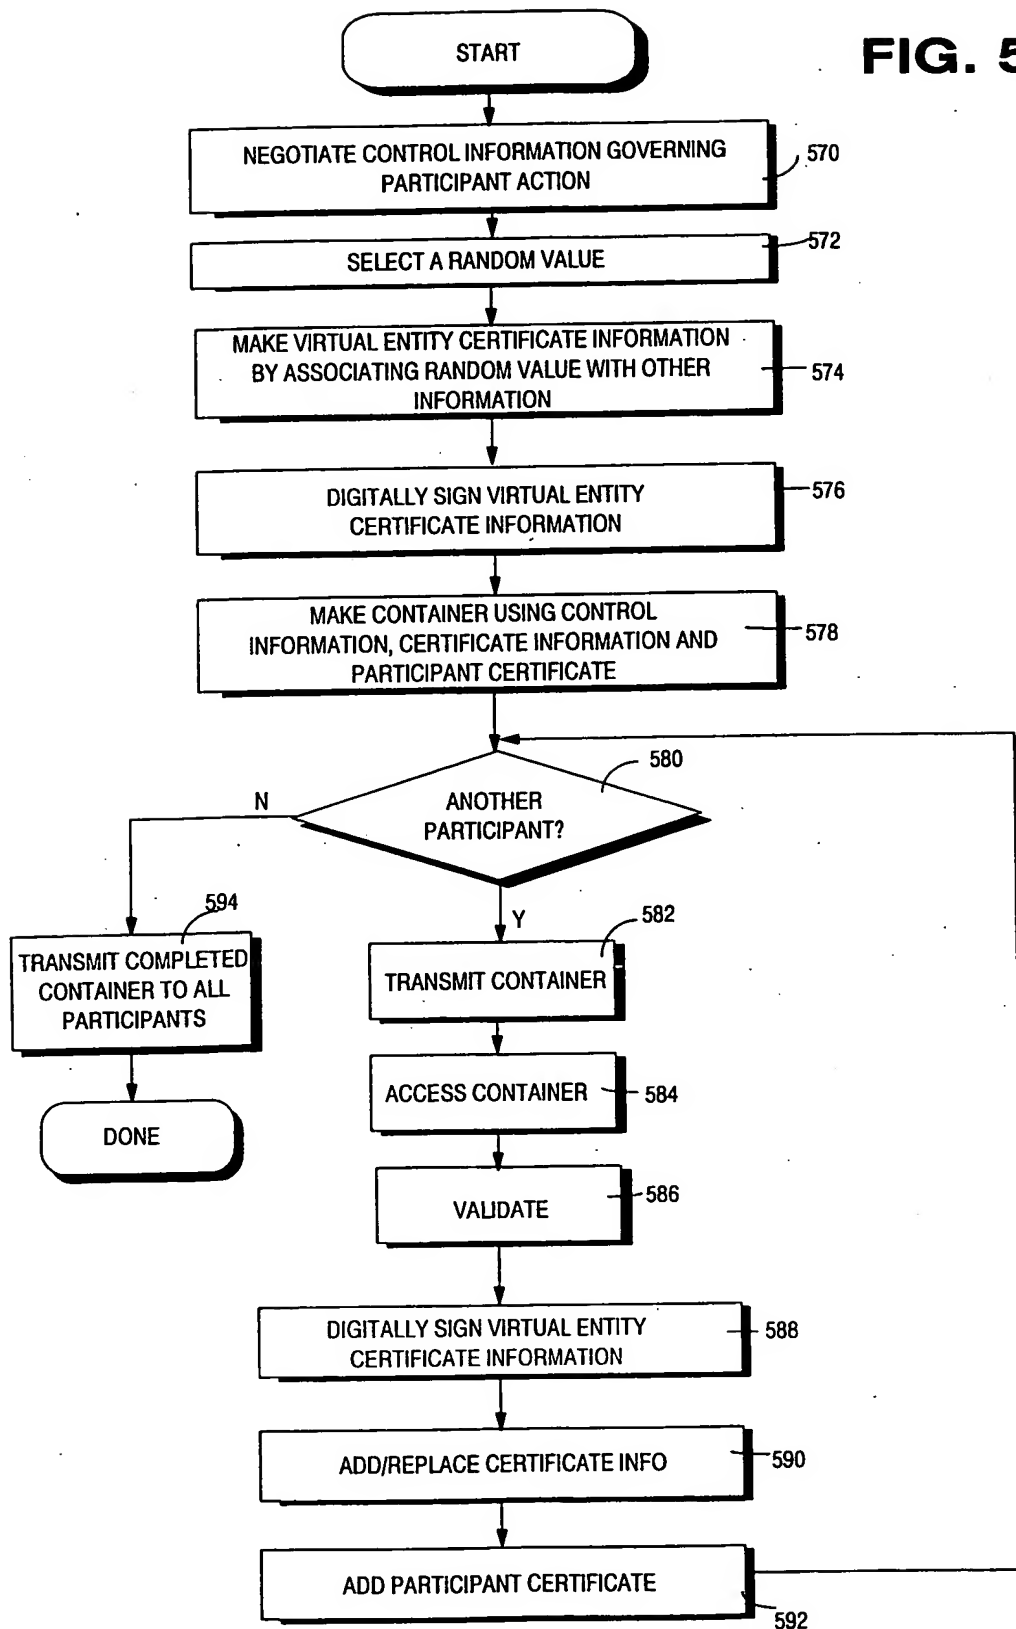 FIG. 5
START
NEGOTIATE CONTROL INFORMATION GOVERNING
PARTICIPANT ACTION
570
SELECT A RANDOM VALUE
572
MAKE VIRTUAL ENTITY CERTIFICATE INFORMATION
BY ASSOCIATING RANDOM VALUE WITH OTHER
INFORMATION
574
DIGITALLY SIGN VIRTUAL ENTITY
CERTIFICATE INFORMATION
576
MAKE CONTAINER USING CONTROL
INFORMATION, CERTIFICATE INFORMATION AND
PARTICIPANT CERTIFICATE
578
580
ANOTHER
PARTICIPANT?
N
Y
594
TRANSMIT COMPLETED
CONTAINER TO ALL
PARTICIPANTS
DONE
582
TRANSMIT CONTAINER
ACCESS CONTAINER
584
VALIDATE
586
DIGITALLY SIGN VIRTUAL ENTITY
CERTIFICATE INFORMATION
588
ADD/REPLACE CERTIFICATE INFO
590
ADD PARTICIPANT CERTIFICATE
592